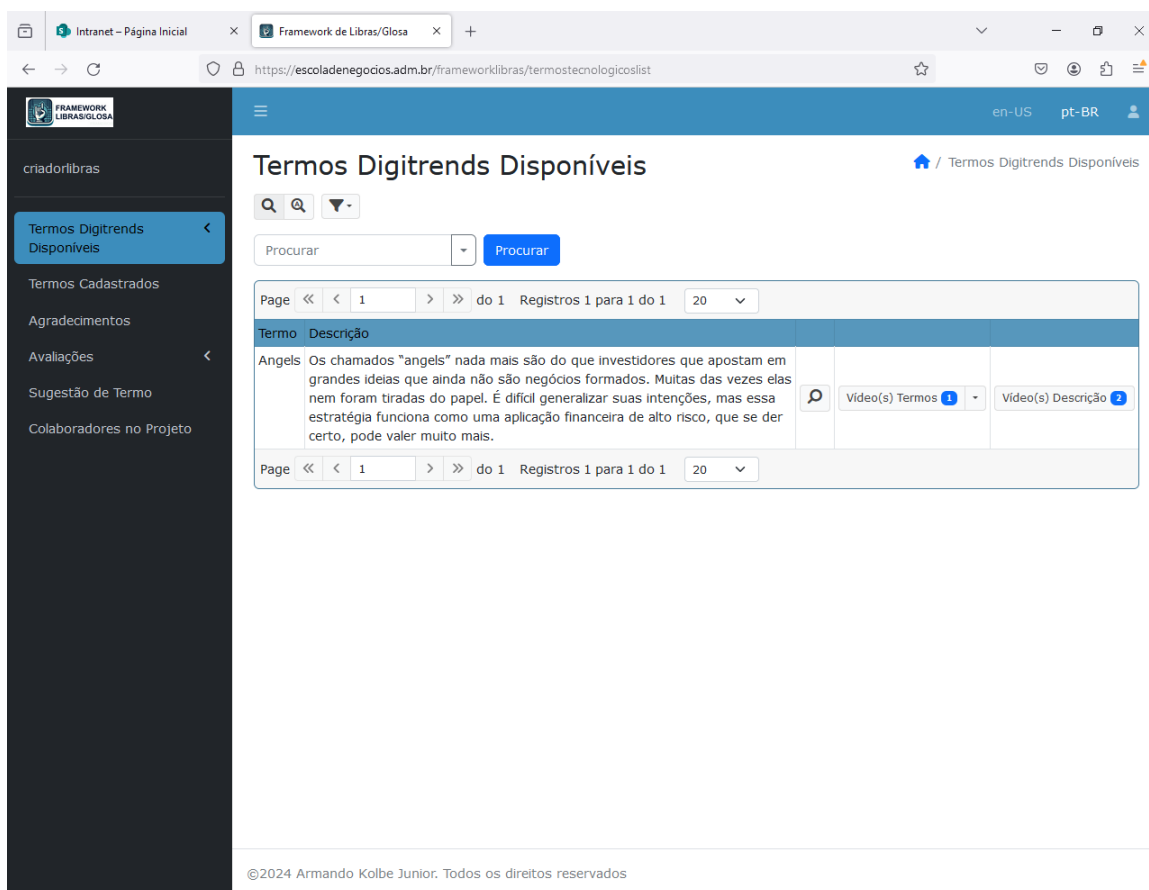 Intranet – Página Inicial
Framework de Libras/Glosa
https://escoladenegocios.adm.br/frameworklibras/termostecnologicoslist
FRAMEWORK
LIBRAS/GLOSA
en-US pt-BR
criadorlibras
Termos Digitrends
Disponíveis
Termos Cadastrados
Agradecimentos
Avaliações
Sugestão de Termo
Colaboradores no Projeto
Termos Digitrends Disponíveis
/ Termos Digitrends Disponíveis
Procurar Procurar
Page 1 do 1 Registros 1 para 1 do 1 20
Termo Descrição
Angels Os chamados “angels” nada mais são do que investidores que apostam em
grandes ideias que ainda não são negócios formados. Muitas das vezes elas
nem foram tiradas do papel. É difícil generalizar suas intenções, mas essa
estratégia funciona como uma aplicação financeira de alto risco, que se der
certo, pode valer muito mais.
Vídeo(s) Termos 1
Vídeo(s) Descrição 2
Page 1 do 1 Registros 1 para 1 do 1 20
©2024 Armando Kolbe Junior. Todos os direitos reservados